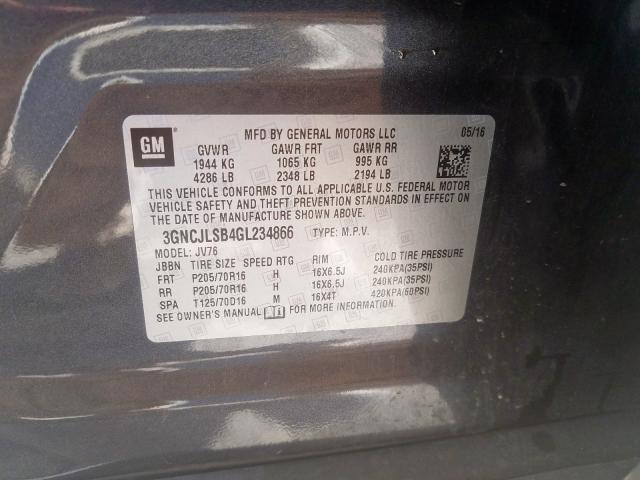 GM
MFD BY GENERAL MOTORS LLC 05/16
GVWR GAWR FRT GAWR RR
1944 KG 1065 KG 995 KG
4286 LB 2348 LB 2194 LB
THIS VEHICLE CONFORMS TO ALL APPLICABLE U.S. FEDERAL MOTOR
VEHICLE SAFETY AND THEFT PREVENTION STANDARDS IN EFFECT ON
THE DATE OF MANUFACTURE SHOWN ABOVE.
3GNCJLSB4GL234866 TYPE: M.P.V.
MODEL: JV76
JBBN TIRE SIZE SPEED RTG RIM COLD TIRE PRESSURE
FRT P205/70R16 H 16X6.5J 240KPA(35PSI)
RR P205/70R16 H 16X6.5J 240KPA(35PSI)
SPA T125/70D16 M 16X4T 420KPA(60PSI)
SEE OWNER'S MANUAL FOR MORE INFORMATION.